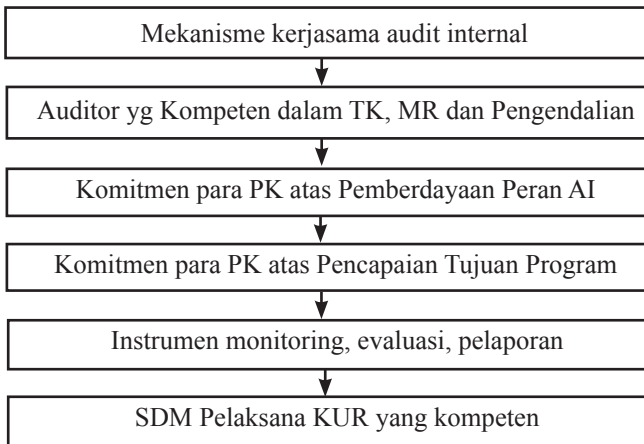 Mekanisme kerjasama audit internal
Auditor yg Kompeten dalam TK, MR dan Pengendalian
Komitmen para PK atas Pemberdayaan Peran AI
Komitmen para PK atas Pencapaian Tujuan Program
Instrumen monitoring, evaluasi, pelaporan
SDM Pelaksana KUR yang kompeten